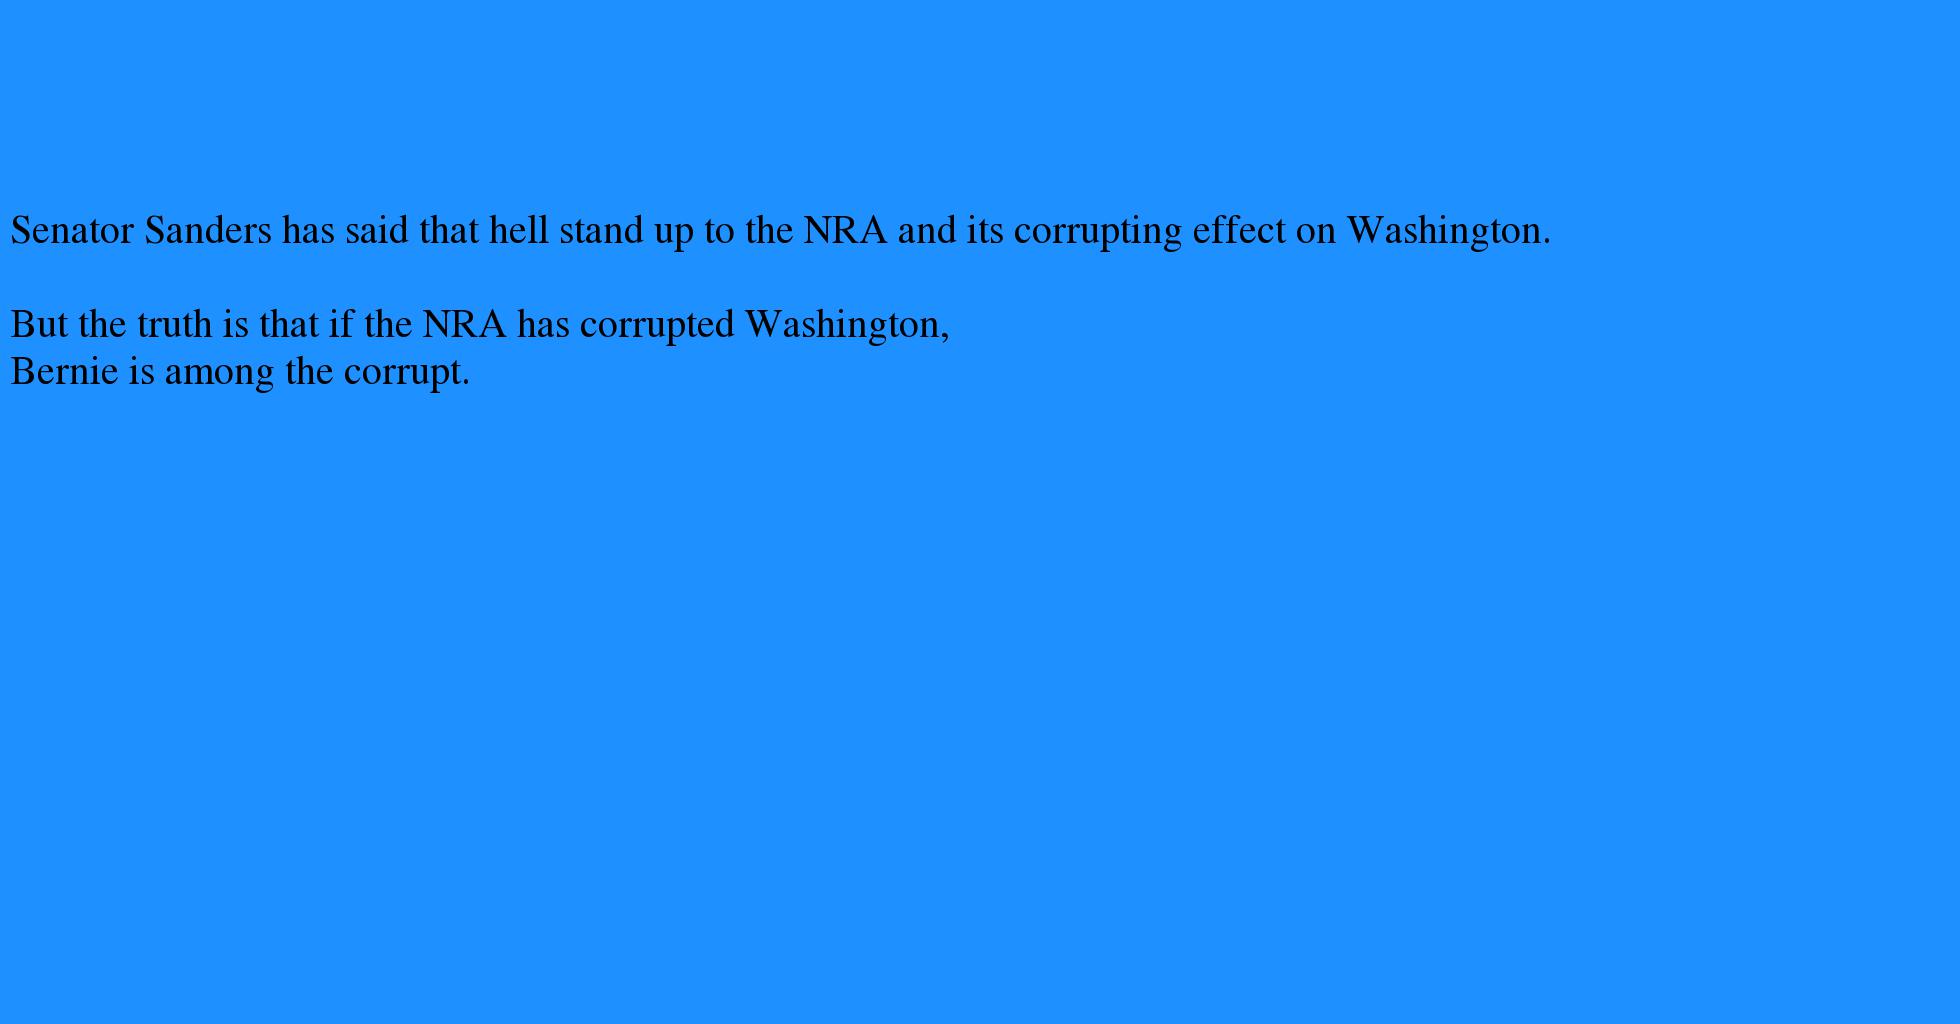 Senator Sanders has said that hell stand up to the NRA and its corrupting effect on Washington.
But the truth is that if the NRA has corrupted Washington,
Bernie is among the corrupt.